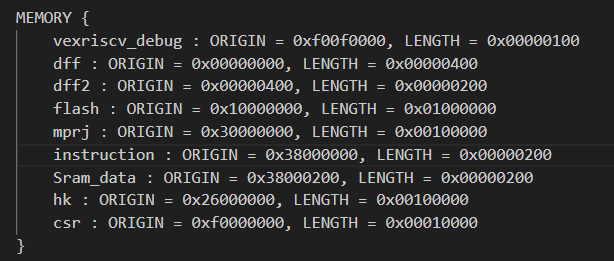 MEMORY {
vexriscv_debug : ORIGIN = 0xf00f0000, LENGTH = 0x00000100
dff : ORIGIN = 0x00000000, LENGTH = 0x00000400
dff2 : ORIGIN = 0x00000400, LENGTH = 0x00000200
flash : ORIGIN = 0x10000000, LENGTH = 0x01000000
mprj : ORIGIN = 0x30000000, LENGTH = 0x00100000
instruction : ORIGIN = 0x38000000, LENGTH = 0x00000200
Sram_data : ORIGIN = 0x38000200, LENGTH = 0x00000200
hk : ORIGIN = 0x26000000, LENGTH = 0x00100000
csr : ORIGIN = 0xf0000000, LENGTH = 0x00010000
}